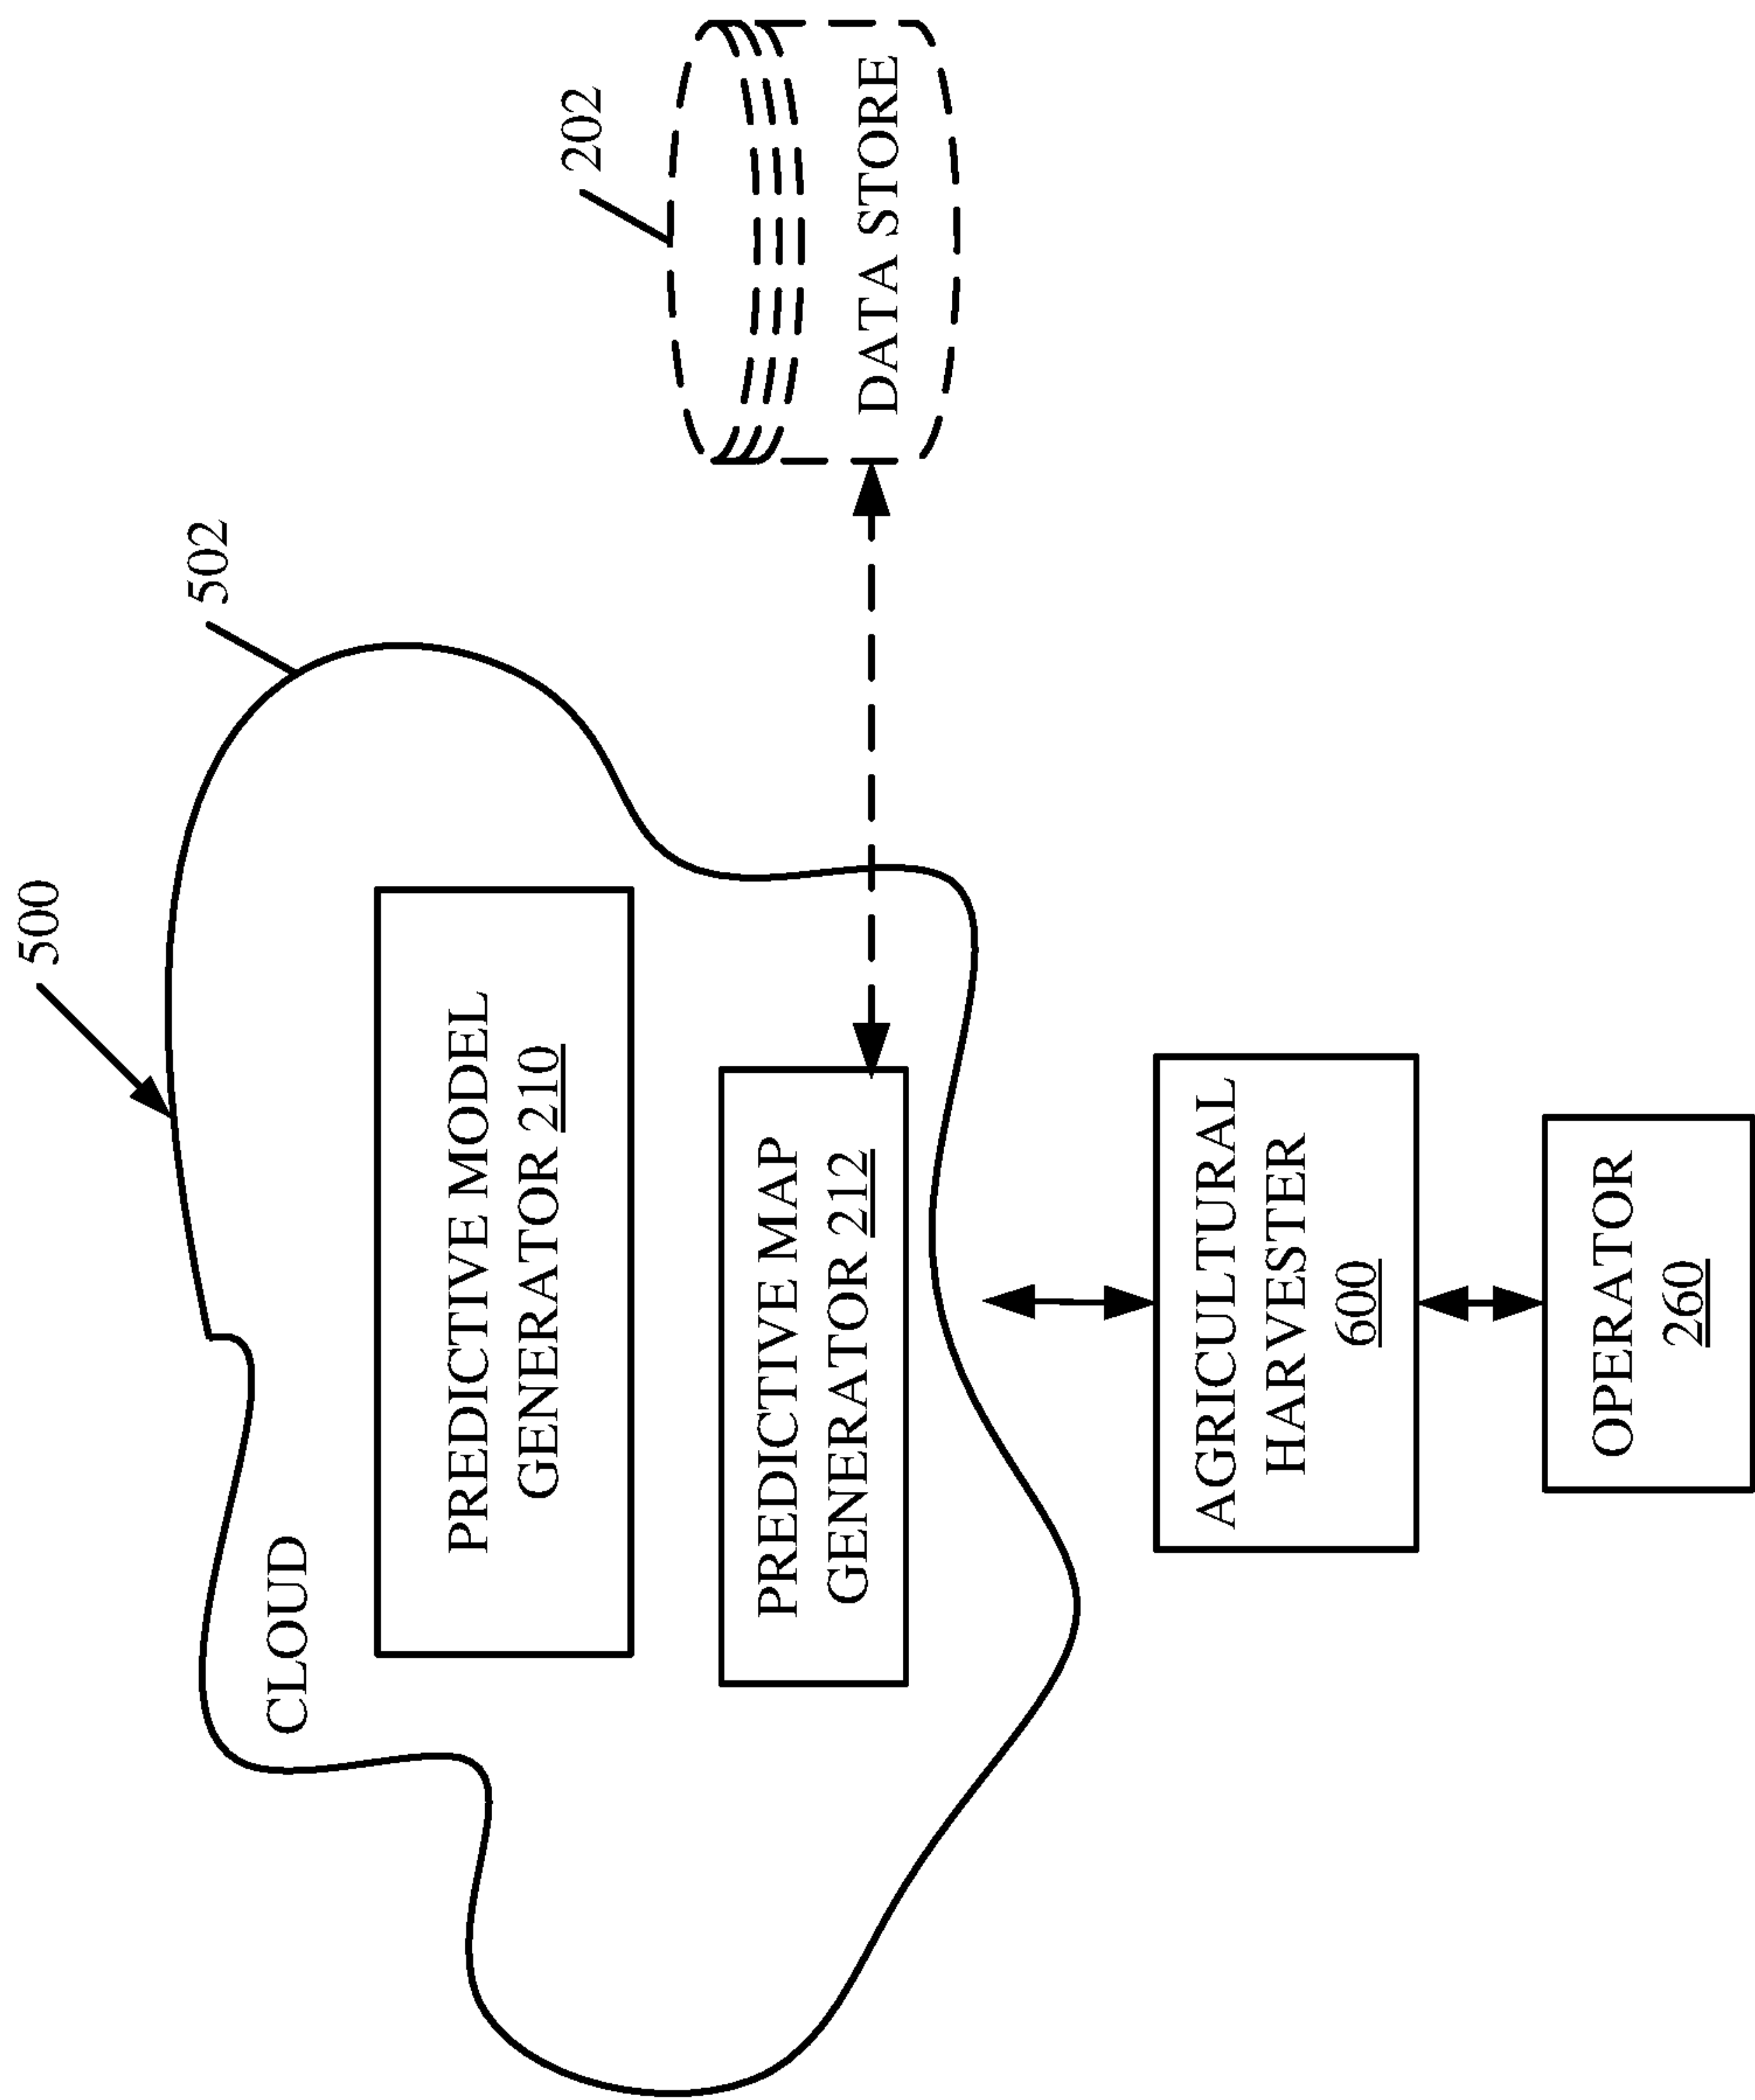 500
502
202
CLOUD
PREDICTIVE MODEL
GENERATOR 210
PREDICTIVE MAP
GENERATOR 212
DATA STORE
AGRICULTURAL
HARVESTER
600
OPERATOR
260